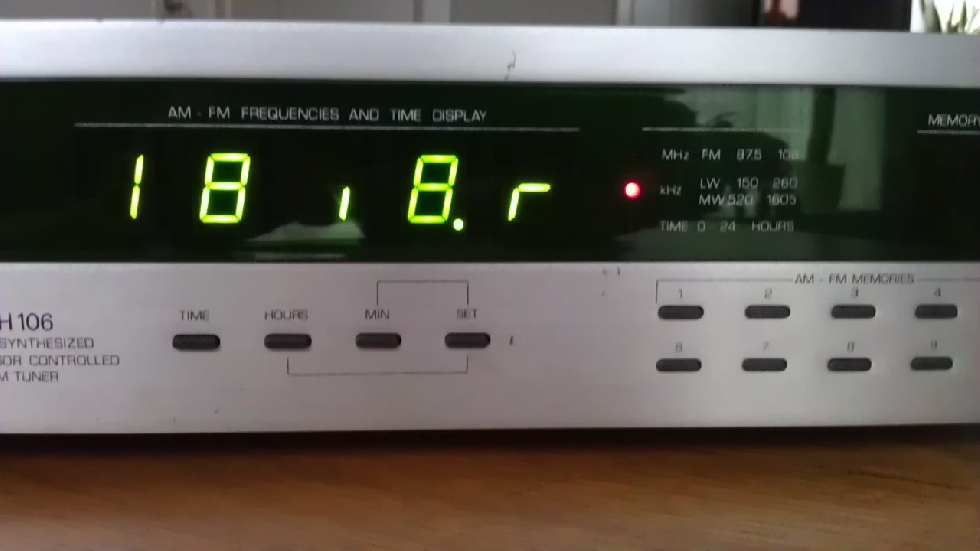 AM - FM FREQUENCIES AND TIME DISPLAY
MEMORY
18 ı8.r
MHz FM 87.5 108
kHz LW 150 260
MW 520 1605
TIME 0 - 24 HOURS
AM - FM MEMORIES
1 2 3 4
TIME HOURS MIN SET
H 106
SYNTHESIZED
CONTROLLED
TUNER
6 7 8 9